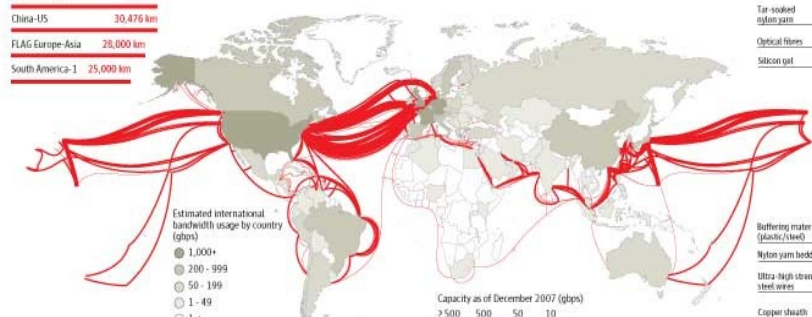 China-US 30,476 km
FLAG Europe-Asia 28,000 km
South America-1 25,000 km
Tar-soaked
nylon yarn
Optical fibres
Silicon gel
Estimated international
bandwidth usage by country
(gbps)
1,000+
200 - 999
50 - 199
1 - 49
Capacity as of December 2007 (gbps)
>500 500 50 10
Buffering mater
(plastic/steel)
Nylon yarn bedd
Ultra-high stren
steel wires
Copper sheath